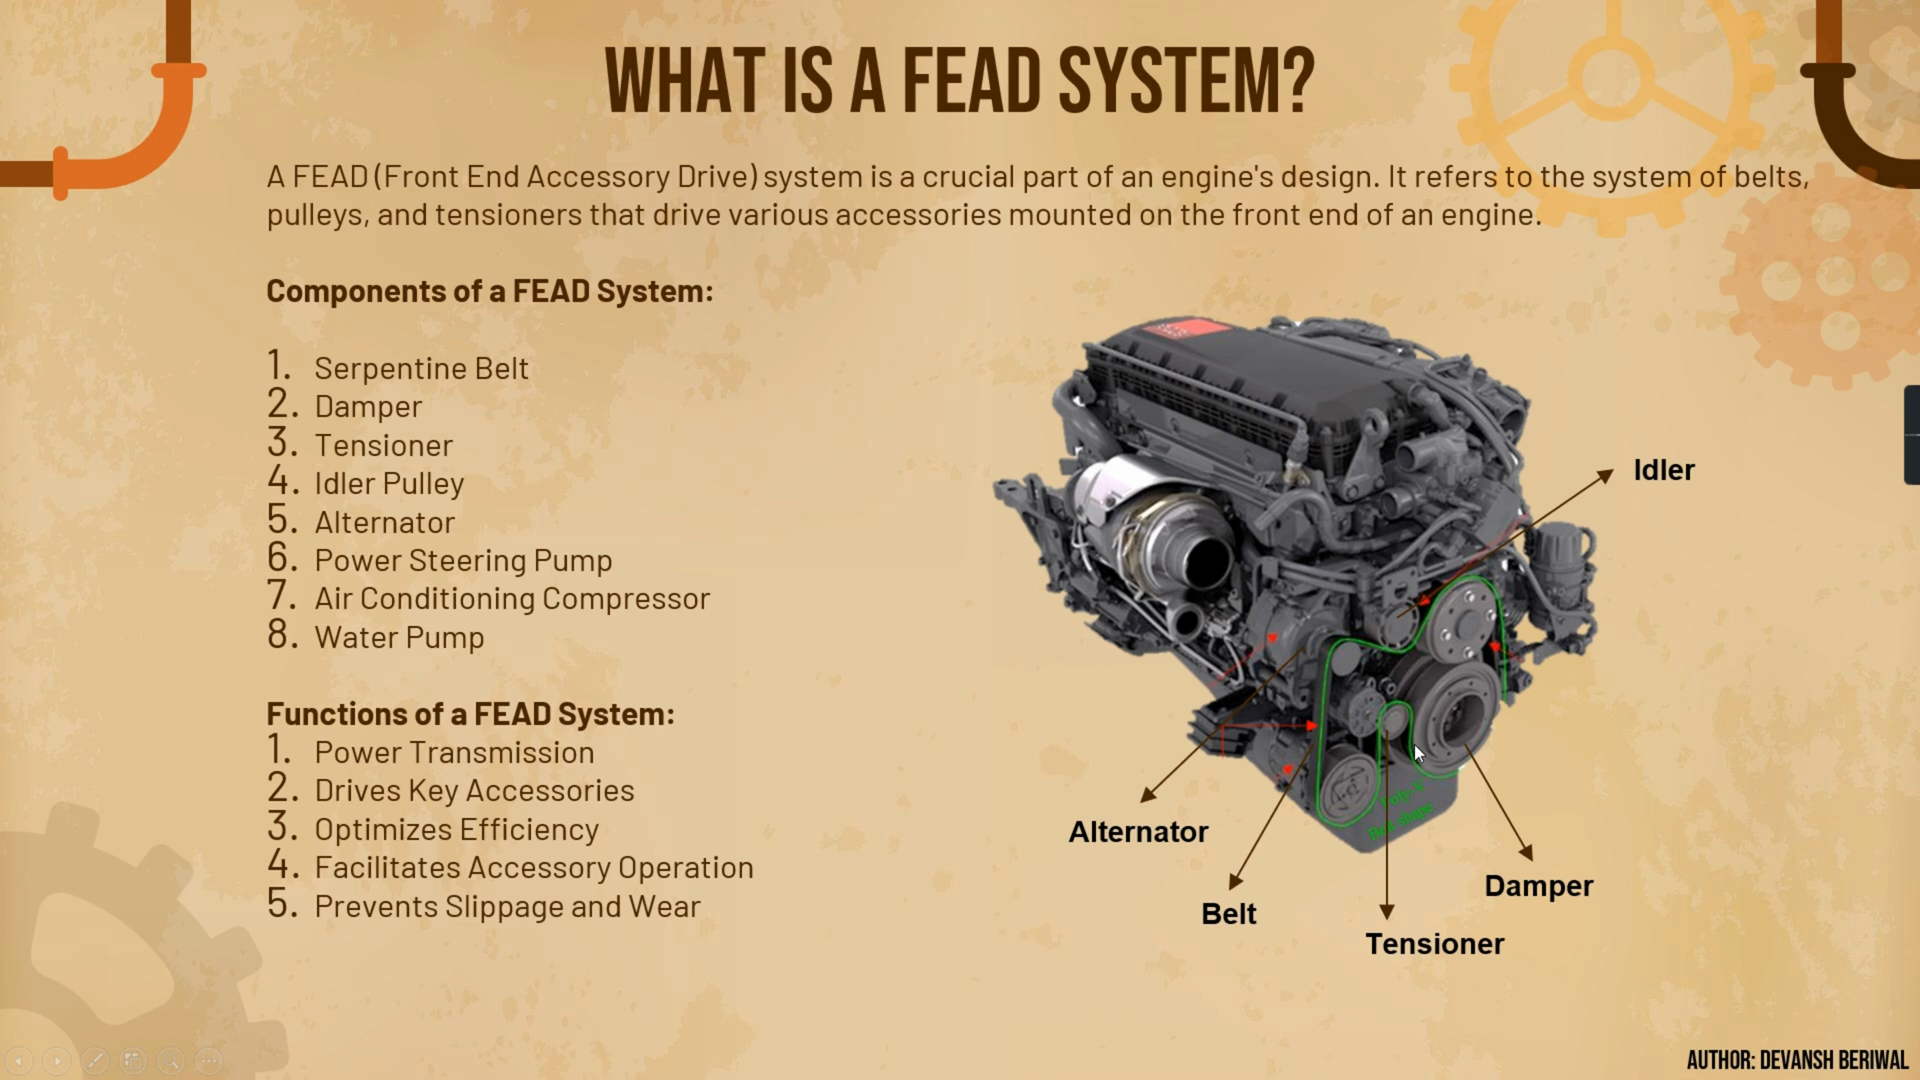 WHAT IS A FEAD SYSTEM?
A FEAD (Front End Accessory Drive) system is a crucial part of an engine's design. It refers to the system of belts,
pulleys, and tensioners that drive various accessories mounted on the front end of an engine.
Components of a FEAD System:
1. Serpentine Belt
2. Damper
3. Tensioner
4. Idler Pulley
5. Alternator
6. Power Steering Pump
7. Air Conditioning Compressor
8. Water Pump
Functions of a FEAD System:
1. Power Transmission
2. Drives Key Accessories
3. Optimizes Efficiency
4. Facilitates Accessory Operation
5. Prevents Slippage and Wear
Idler
Alternator
Belt
Tensioner
Damper
AUTHOR: DEVANSH BERIWAL